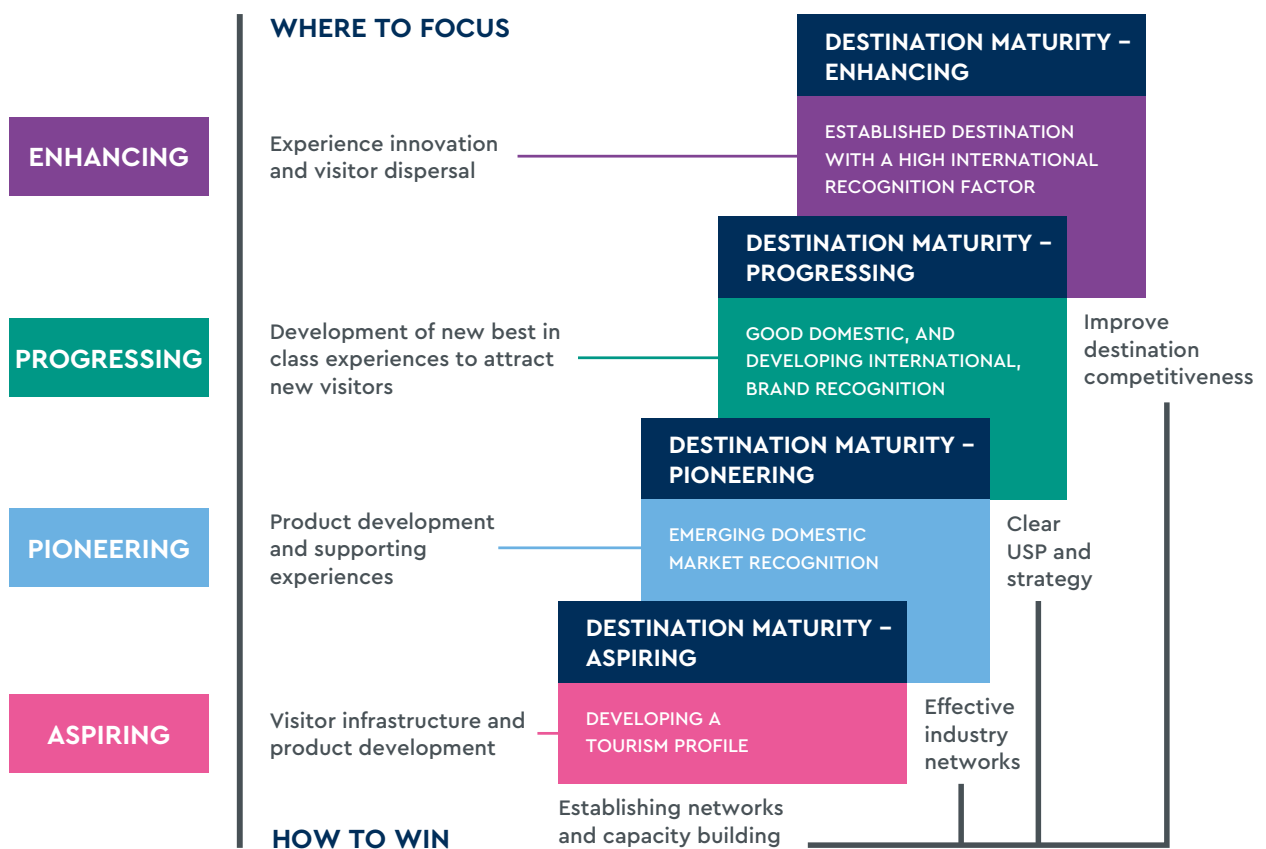 WHERE TO FOCUS
DESTINATION MATURITY –
ENHANCING
ENHANCING
Experience innovation
and visitor dispersal
ESTABLISHED DESTINATION
WITH A HIGH INTERNATIONAL
RECOGNITION FACTOR
DESTINATION MATURITY –
PROGRESSING
PROGRESSING
Development of new best in
class experiences to attract
new visitors
GOOD DOMESTIC, AND
DEVELOPING INTERNATIONAL,
BRAND RECOGNITION
Improve
destination
competitiveness
DESTINATION MATURITY –
PIONEERING
PIONEERING
Product development
and supporting
experiences
EMERGING DOMESTIC
MARKET RECOGNITION
Clear
USP and
strategy
DESTINATION MATURITY –
ASPIRING
ASPIRING
Visitor infrastructure and
product development
DEVELOPING A
TOURISM PROFILE
Effective
industry
networks
HOW TO WIN
Establishing networks
and capacity building